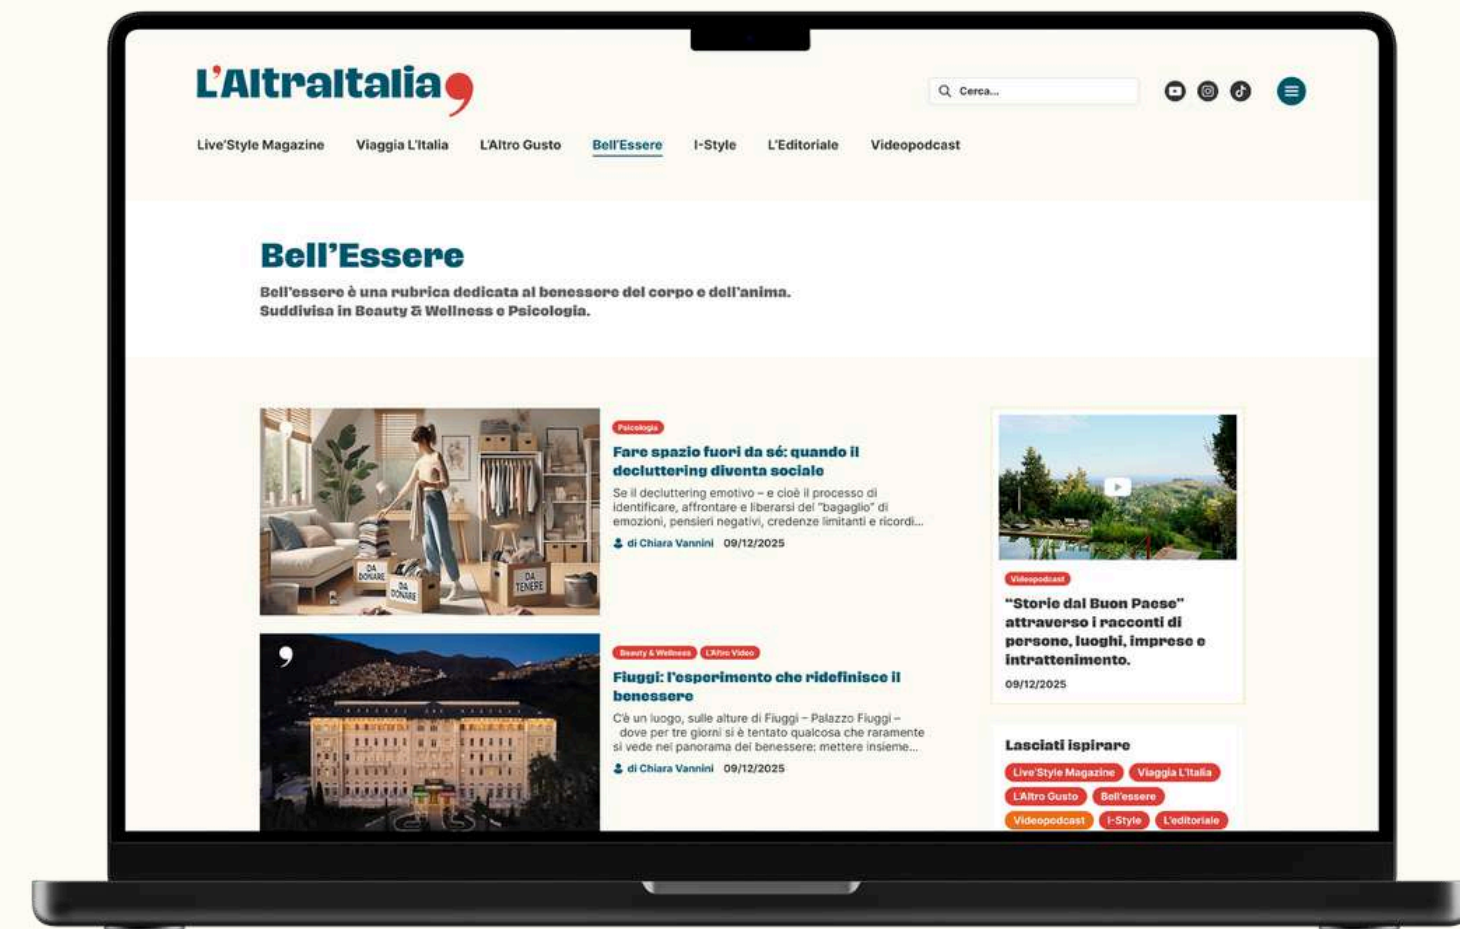 L'AltraItalia,
Cerca...
Live'Style Magazine
Viaggia L'Italia
L'Altro Gusto
Bell'Essere
I-Style
L'Editoriale
Videopodcast
Bell'Essere
Bell'essere è una rubrica dedicata al benessere del corpo e dell'anima.
Suddivisa in Beauty & Wellness e Psicologia.
DA DONARE
DA DONARE
DA TENERE
Psicologia
Fare spazio fuori da sé: quando il
decluttering diventa sociale
Se il decluttering emotivo – e cioè il processo di
identificare, affrontare e liberarsi del "bagaglio" di
emozioni, pensieri negativi, credenze limitanti e ricordi...
di Chiara Vannini 09/12/2025
Beauty & Wellness
L'Altro Video
Fiuggi: l'esperimento che ridefinisce il
benessere
C'è un luogo, sulle alture di Fiuggi – Palazzo Fiuggi –
dove per tre giorni si è tentato qualcosa che raramente
si vede nel panorama del benessere: mettere insieme...
di Chiara Vannini 09/12/2025
Videopodcast
"Storie dal Buon Paese"
attraverso i racconti di
persone, luoghi, imprese e
intrattenimento.
09/12/2025
Lasciati ispirare
Live'Style Magazine
Viaggia L'Italia
L'Altro Gusto
Bell'essere
Videopodcast
I-Style
L'editoriale